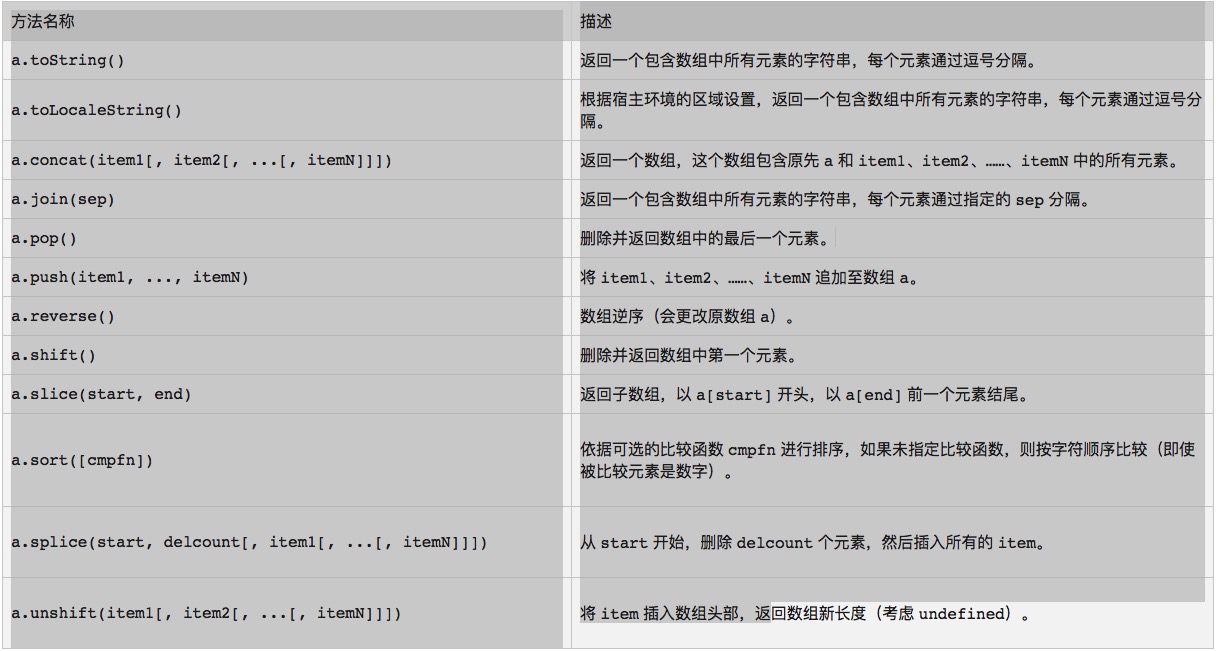 方法名称 描述
a.toString() 返回一个包含数组中所有元素的字符串，每个元素通过逗号分隔。
a.toLocaleString() 根据宿主环境的区域设置，返回一个包含数组中所有元素的字符串，每个元素通过逗号分
隔。
a.concat(item1[, item2[, ...[, itemN]]]) 返回一个数组，这个数组包含原先 a 和 item1、item2、……、itemN 中的所有元素。
a.join(sep) 返回一个包含数组中所有元素的字符串，每个元素通过指定的 sep 分隔。
a.pop() 删除并返回数组中的最后一个元素。
a.push(item1, ..., itemN) 将 item1、item2、……、itemN 追加至数组 a。
a.reverse() 数组逆序（会更改原数组 a）。
a.shift() 删除并返回数组中第一个元素。
a.slice(start, end) 返回子数组，以 a[start] 开头，以 a[end] 前一个元素结尾。
a.sort([cmpfn]) 依据可选的比较函数 cmpfn 进行排序，如果未指定比较函数，则按字符顺序比较（即使
被比较元素是数字）。
a.splice(start, delcount[, item1[, ...[, itemN]]]) 从 start 开始，删除 delcount 个元素，然后插入所有的 item。
a.unshift(item1[, item2[, ...[, itemN]]]) 将 item 插入数组头部，返回数组新长度（考虑 undefined）。